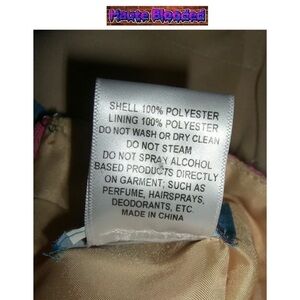 Haute Blooded
SHELL 100% POLYESTER
LINING 100% POLYESTER
DO NOT WASH OR DRY CLEAN
DO NOT STEAM
DO NOT SPRAY ALCOHOL
BASED PRODUCTS DIRECTLY
ON GARMENT; SUCH AS
PERFUME, HAIRSPRAYS,
DEODORANTS, ETC.
MADE IN CHINA